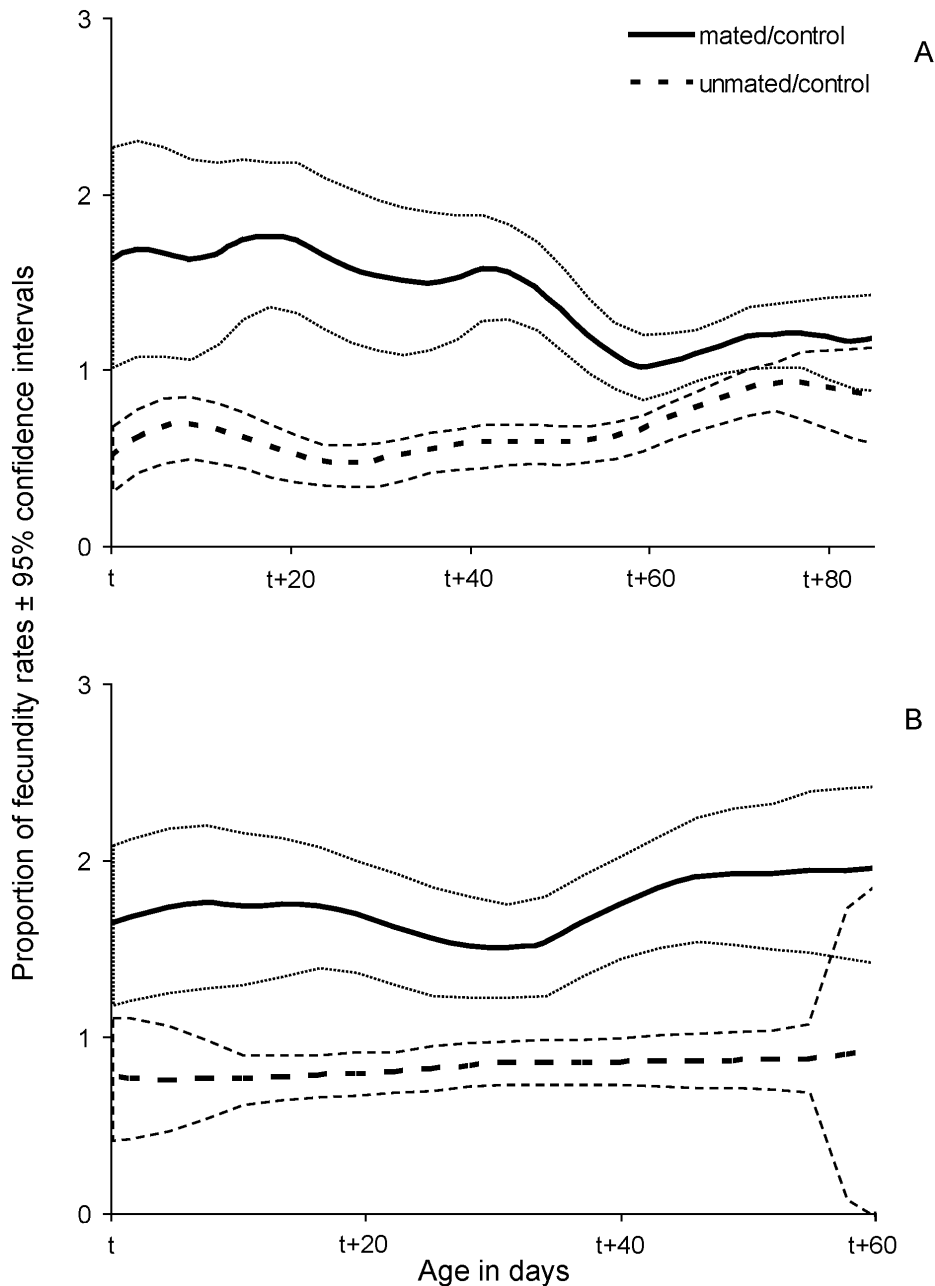 Proportion of fecundity rates ± 95% confidence intervals
3
2
1
0
mated/control
unmated/control
A
t
t+20
t+40
t+60
t+80
3
2
1
0
B
t
t+20
t+40
t+60
Age in days